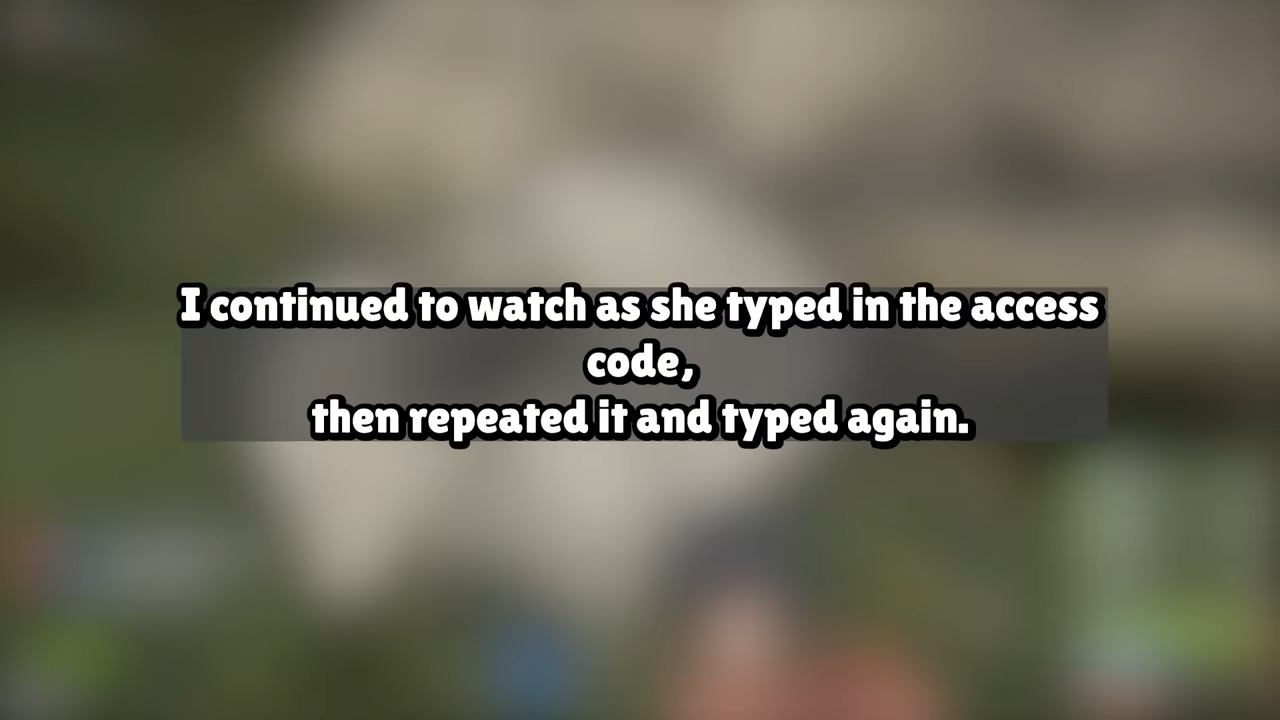 I continued to watch as she typed in the access
code,
then repeated it and typed again.